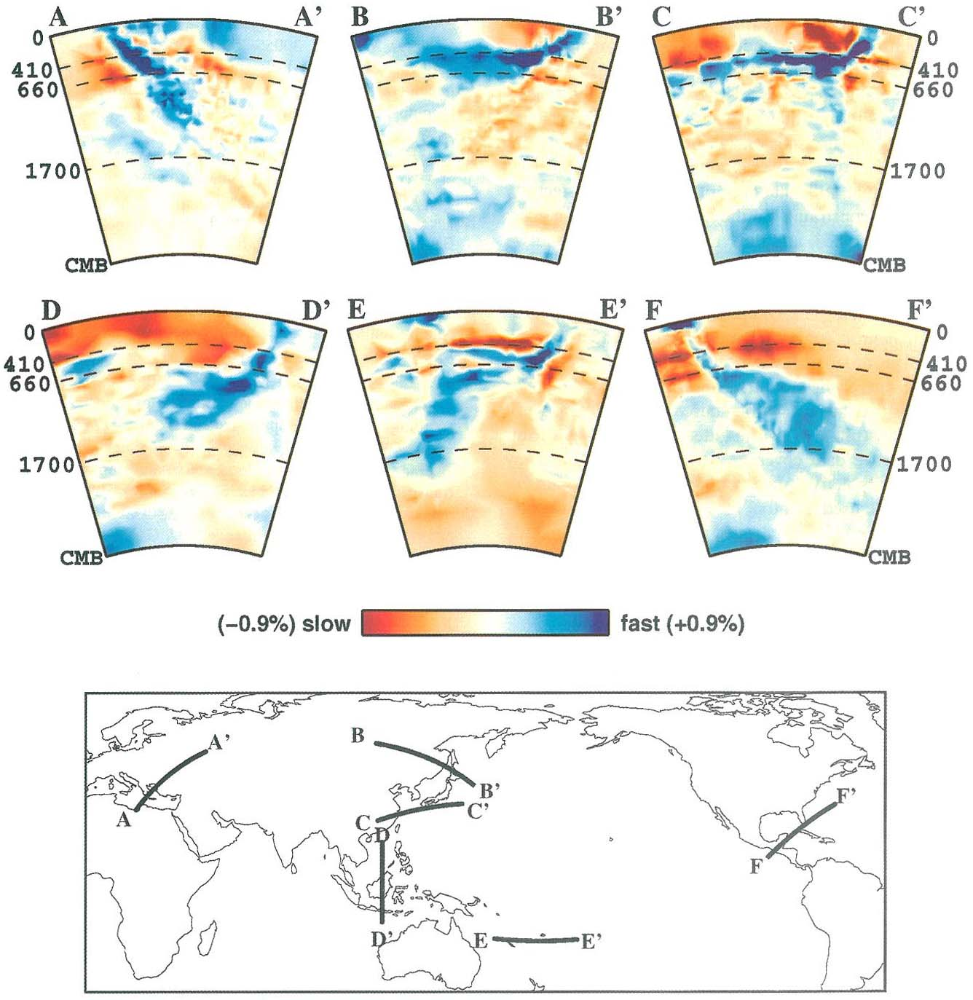 A A’ B B’ C C’
0 0
410 410
660 660
1700 1700
CMB CMB
D D’ E E’ F F’
0 0
410 410
660 660
1700 1700
CMB CMB
(−0.9%) slow fast (+0.9%)
A’ B
B’
F’
A C C’
D
F
D’ E E’